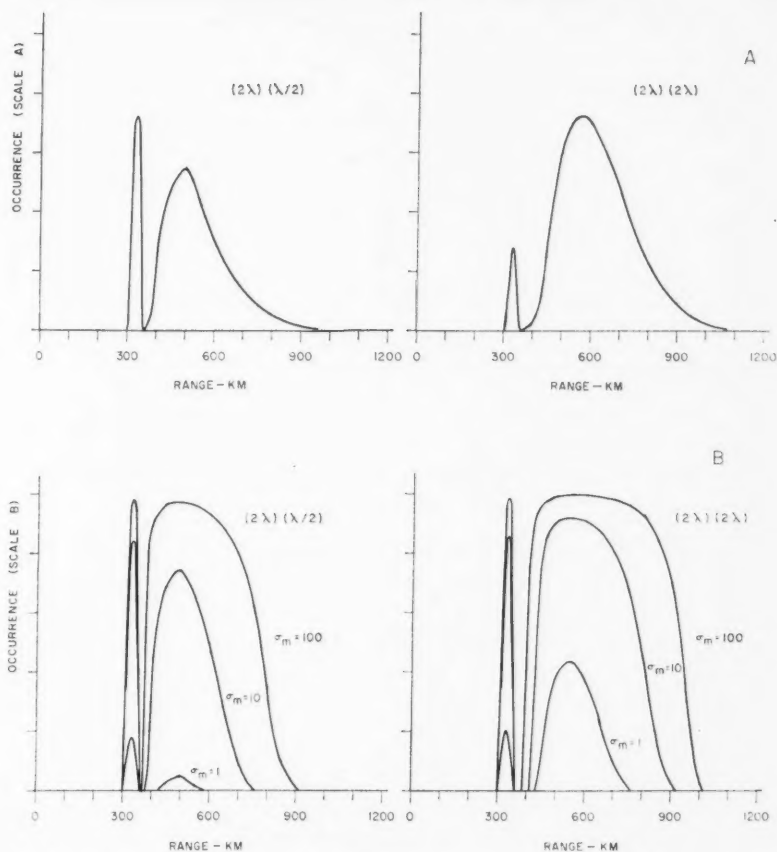 A
OCCURRENCE (SCALE A)
(2λ) (λ/2)
0 300 600 900 1200
RANGE — KM
(2λ) (2λ)
0 300 600 900 1200
RANGE — KM
B
OCCURRENCE (SCALE B)
(2λ) (λ/2)
σm=100
σm=10
σm=1
0 300 600 900 1200
RANGE — KM
(2λ) (2λ)
σm=100
σm=10
σm=1
0 300 600 900 1200
RANGE — KM